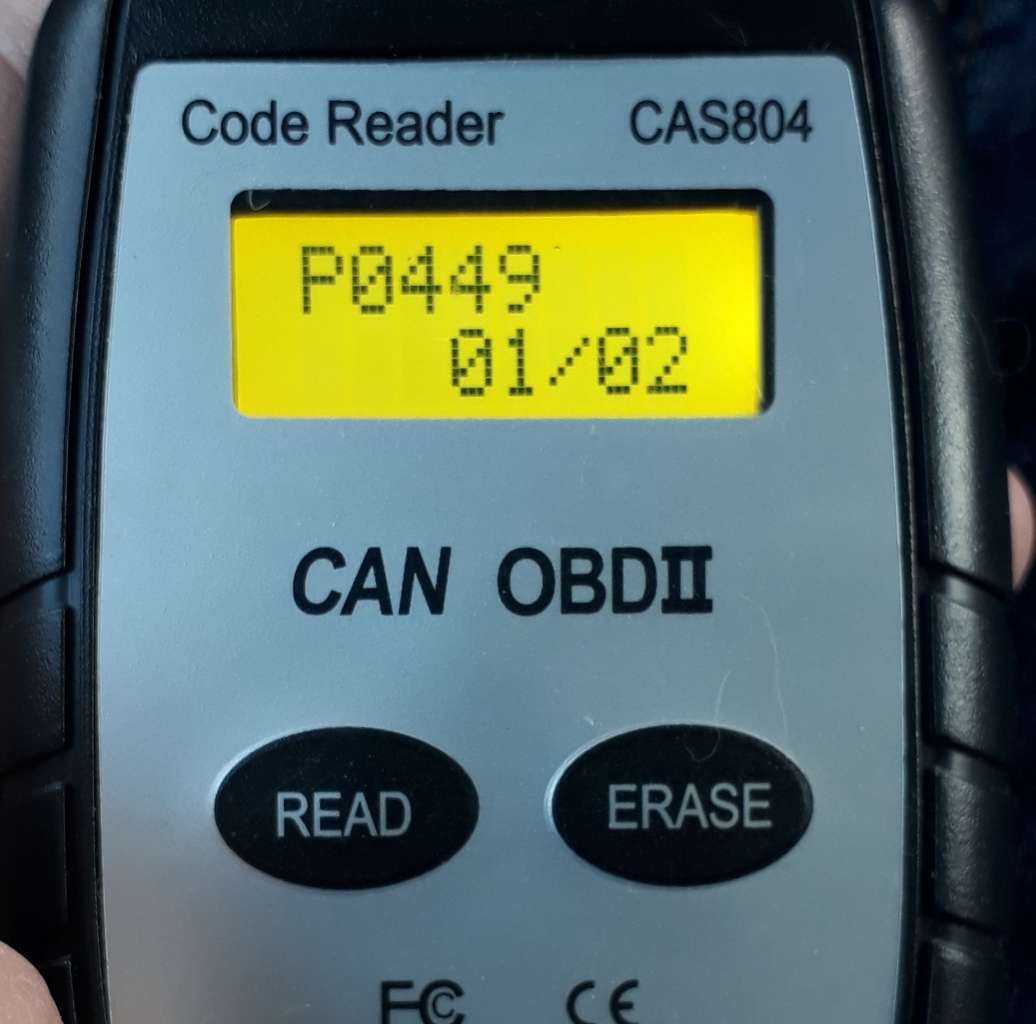 Code Reader CAS804
P0449
01/02
CAN OBDII
READ ERASE
FC CE